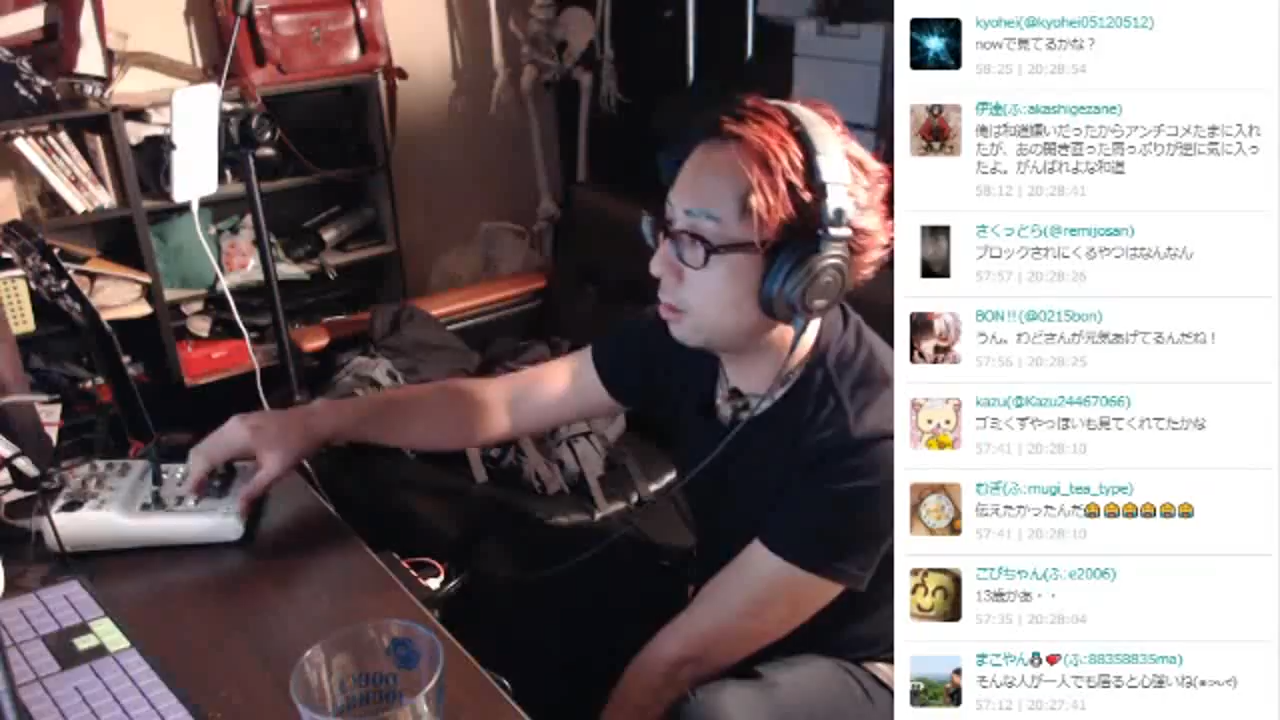 kyohei(@kyohei05120512)
nowで見てるかな？
58:25 | 20:28:54
伊達(ふ:akashigezane)
俺は和道嫌いだったからアンチコメたまに入れ
たが、あの開き直った腐っぷりが逆に気に入っ
たよ。がんばれよな和道
58:12 | 20:28:41
さくっとら(@remijosan)
ブロックされにくるやつはなんなん
57:57 | 20:28:26
BON!!(@0215bon)
うん。わどさんが元気あげてるんだね！
57:56 | 20:28:25
kazu(@Kazu24467066)
ゴミくずやっほいも見てくれてたかな
57:41 | 20:28:10
むぎ(ふ:mugi_tea_type)
伝えたかったんだ😭😭😭😭😭😭
57:41 | 20:28:10
こぴちゃん(ふ:e2006)
13歳かあ・・
57:35 | 20:28:04
まこやん(ふ:88358835ma)
そんな人が一人でも居ると心強いね
57:12 | 20:27:41